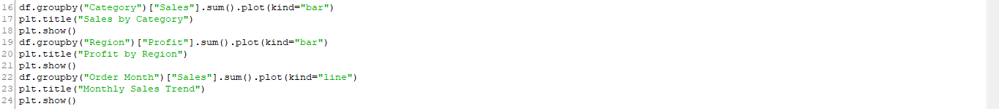 16 df.groupby("Category")["Sales"].sum().plot(kind="bar")
17 plt.title("Sales by Category")
18 plt.show()
19 df.groupby("Region")["Profit"].sum().plot(kind="bar")
20 plt.title("Profit by Region")
21 plt.show()
22 df.groupby("Order Month")["Sales"].sum().plot(kind="line")
23 plt.title("Monthly Sales Trend")
24 plt.show()